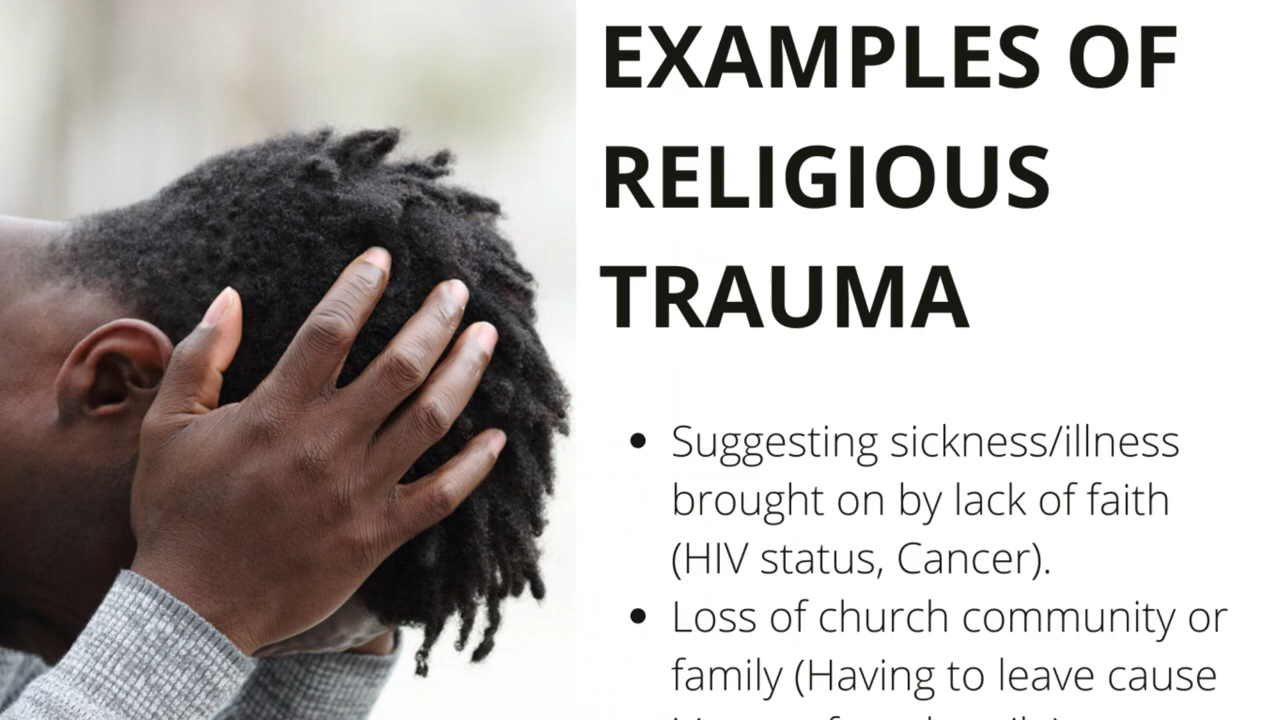 EXAMPLES OF
RELIGIOUS
TRAUMA
• Suggesting sickness/illness
brought on by lack of faith
(HIV status, Cancer).
• Loss of church community or
family (Having to leave cause